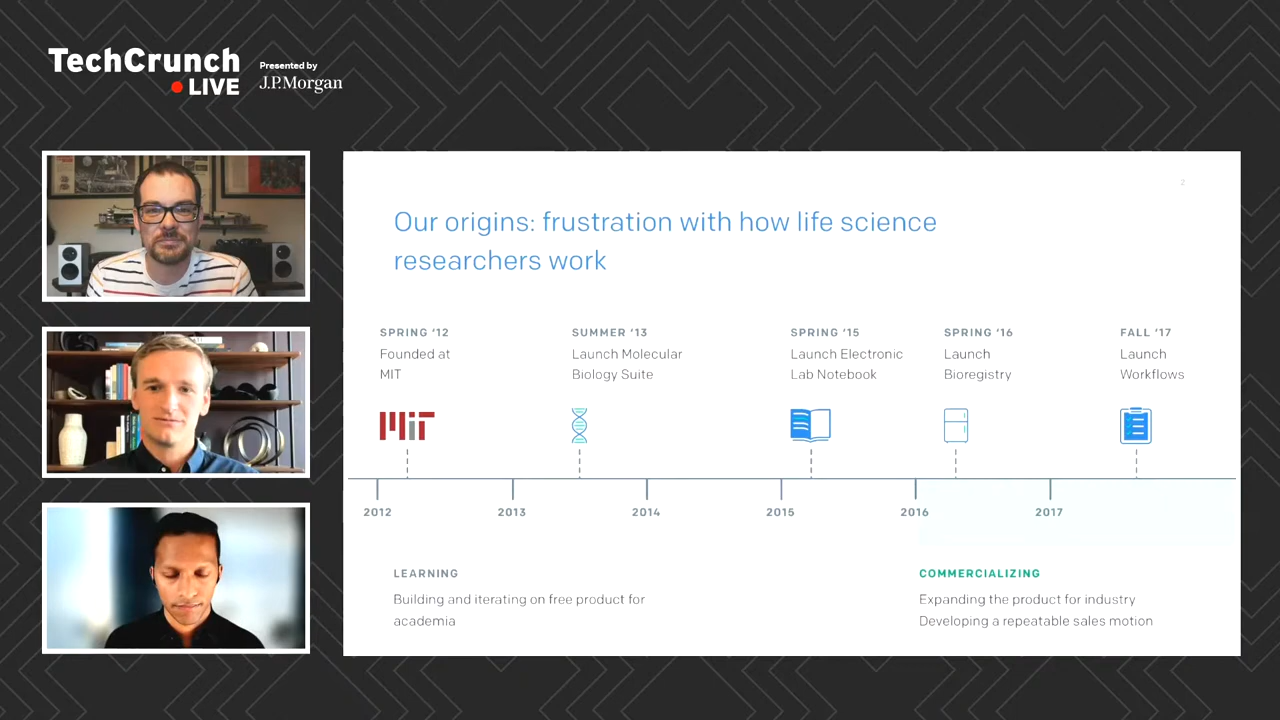 TechCrunch
LIVE
Presented by
J.P.Morgan
2
Our origins: frustration with how life science
researchers work
SPRING ‘12
Founded at
MIT
SUMMER ‘13
Launch Molecular
Biology Suite
SPRING ‘15
Launch Electronic
Lab Notebook
SPRING ‘16
Launch
Bioregistry
FALL ‘17
Launch
Workflows
MIT
2012
2013
2014
2015
2016
2017
LEARNING
Building and iterating on free product for
academia
COMMERCIALIZING
Expanding the product for industry
Developing a repeatable sales motion